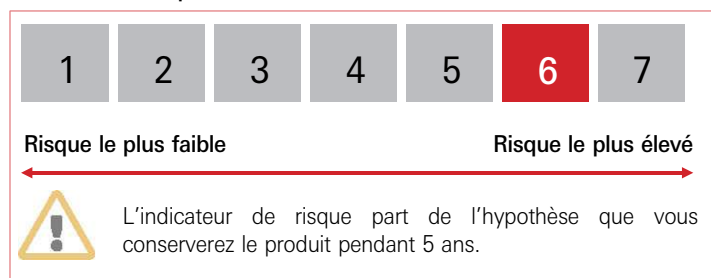 1 2 3 4 5 6 7
Risque le plus faible Risque le plus élevé
L'indicateur de risque part de l'hypothèse que vous
conserverez le produit pendant 5 ans.